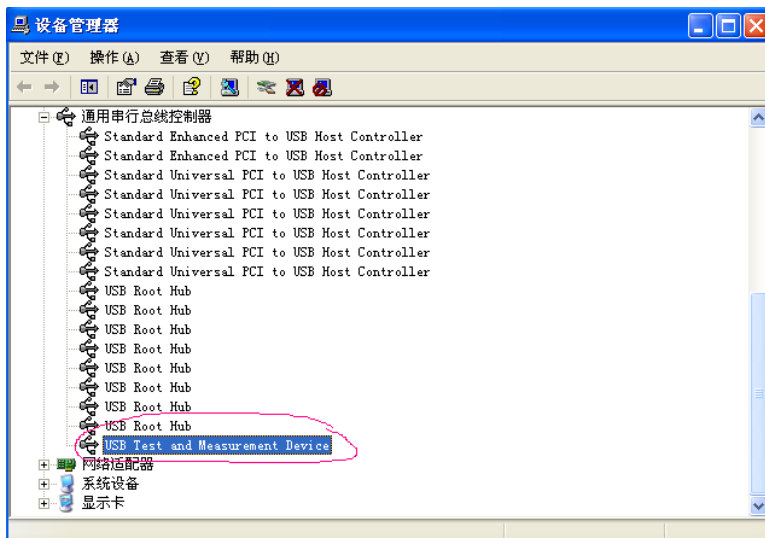 设备管理器
文件(F) 操作(A) 查看(V) 帮助(H)
通用串行总线控制器
Standard Enhanced PCI to USB Host Controller
Standard Enhanced PCI to USB Host Controller
Standard Universal PCI to USB Host Controller
Standard Universal PCI to USB Host Controller
Standard Universal PCI to USB Host Controller
Standard Universal PCI to USB Host Controller
Standard Universal PCI to USB Host Controller
Standard Universal PCI to USB Host Controller
USB Root Hub
USB Root Hub
USB Root Hub
USB Root Hub
USB Root Hub
USB Root Hub
USB Root Hub
USB Root Hub
USB Test and Measurement Device
网络适配器
系统设备
显示卡